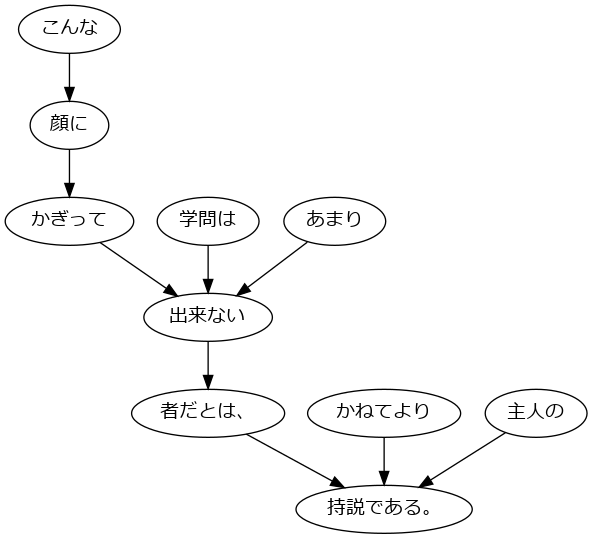 こんな
顔に
かぎって
学問は
あまり
出来ない
者だとは、
かねてより
主人の
持説である。